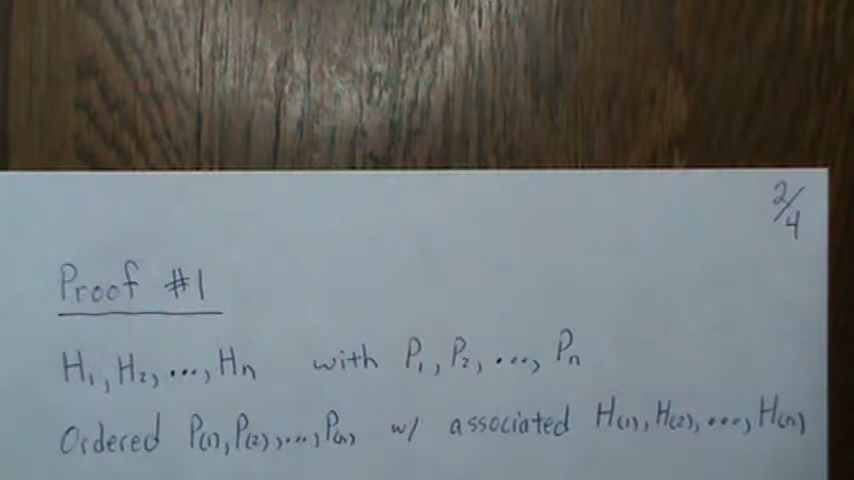 2/4
Proof #1
H₁, H₂, ..., Hₙ with P₁, P₂, ..., Pₙ
Ordered P₍₁₎, P₍₂₎, ..., P₍ₙ₎ w/ associated H₍₁₎, H₍₂₎, ..., H₍ₙ₎